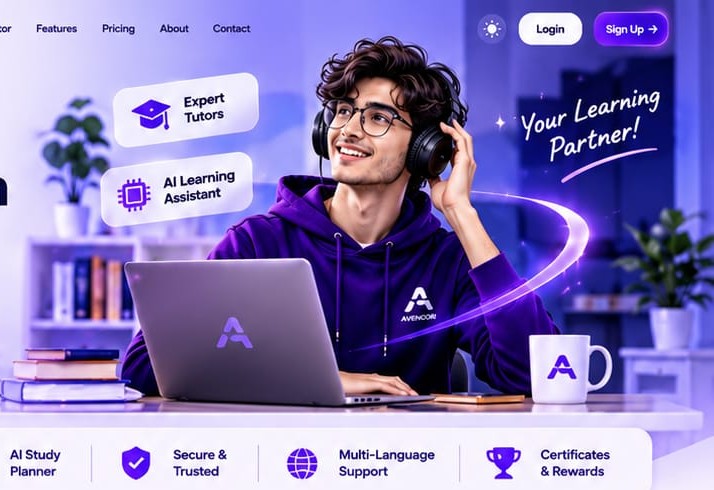 tor
Features
Pricing
About
Contact
Login
Sign Up →
Expert
Tutors
AI Learning
Assistant
Your Learning
Partner!
AVENCORE
AI Study
Planner
Secure &
Trusted
Multi-Language
Support
Certificates
& Rewards